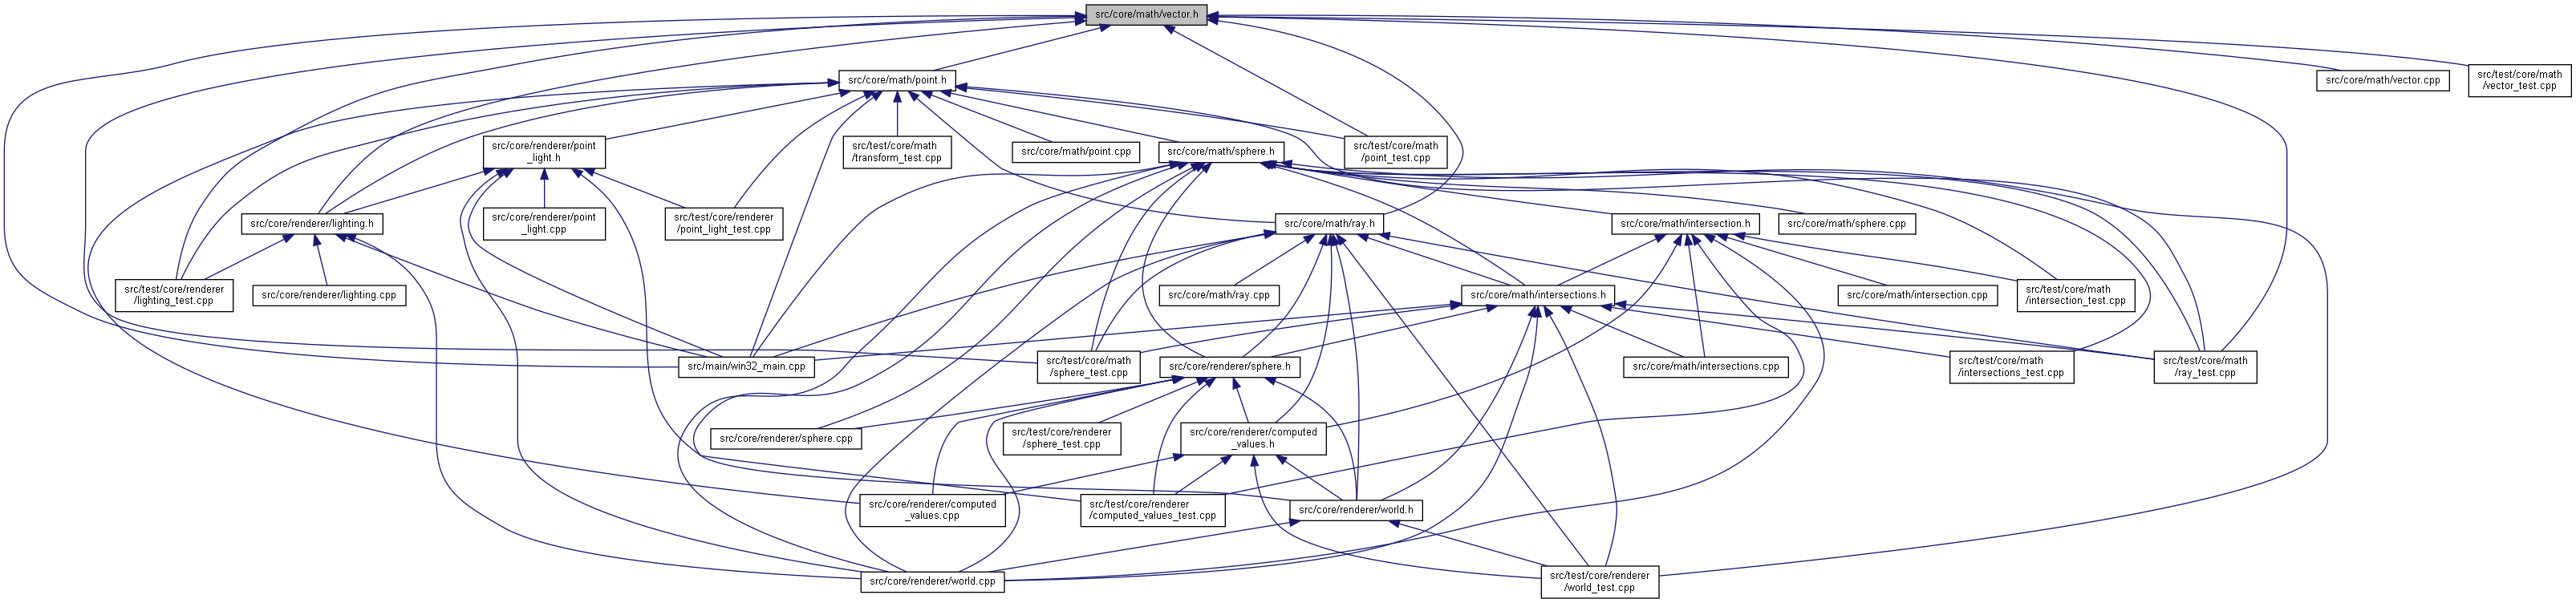 src/core/math/vector.h
src/core/math/point.h
src/core/math/vector.cpp
src/test/core/math
/vector_test.cpp
src/core/renderer/point
_light.h
src/test/core/math
/transform_test.cpp
src/core/math/point.cpp
src/core/math/sphere.h
src/test/core/math
/point_test.cpp
src/core/renderer/lighting.h
src/core/renderer/point
_light.cpp
src/test/core/renderer
/point_light_test.cpp
src/core/math/ray.h
src/core/math/intersection.h
src/core/math/sphere.cpp
src/test/core/renderer
/lighting_test.cpp
src/core/renderer/lighting.cpp
src/core/math/ray.cpp
src/core/math/intersections.h
src/core/math/intersection.cpp
src/test/core/math
/intersection_test.cpp
src/main/win32_main.cpp
src/test/core/math
/sphere_test.cpp
src/core/renderer/sphere.h
src/core/math/intersections.cpp
src/test/core/math
/intersections_test.cpp
src/test/core/math
/ray_test.cpp
src/core/renderer/sphere.cpp
src/test/core/renderer
/sphere_test.cpp
src/core/renderer/computed
_values.h
src/core/renderer/computed
_values.cpp
src/test/core/renderer
/computed_values_test.cpp
src/core/renderer/world.h
src/core/renderer/world.cpp
src/test/core/renderer
/world_test.cpp